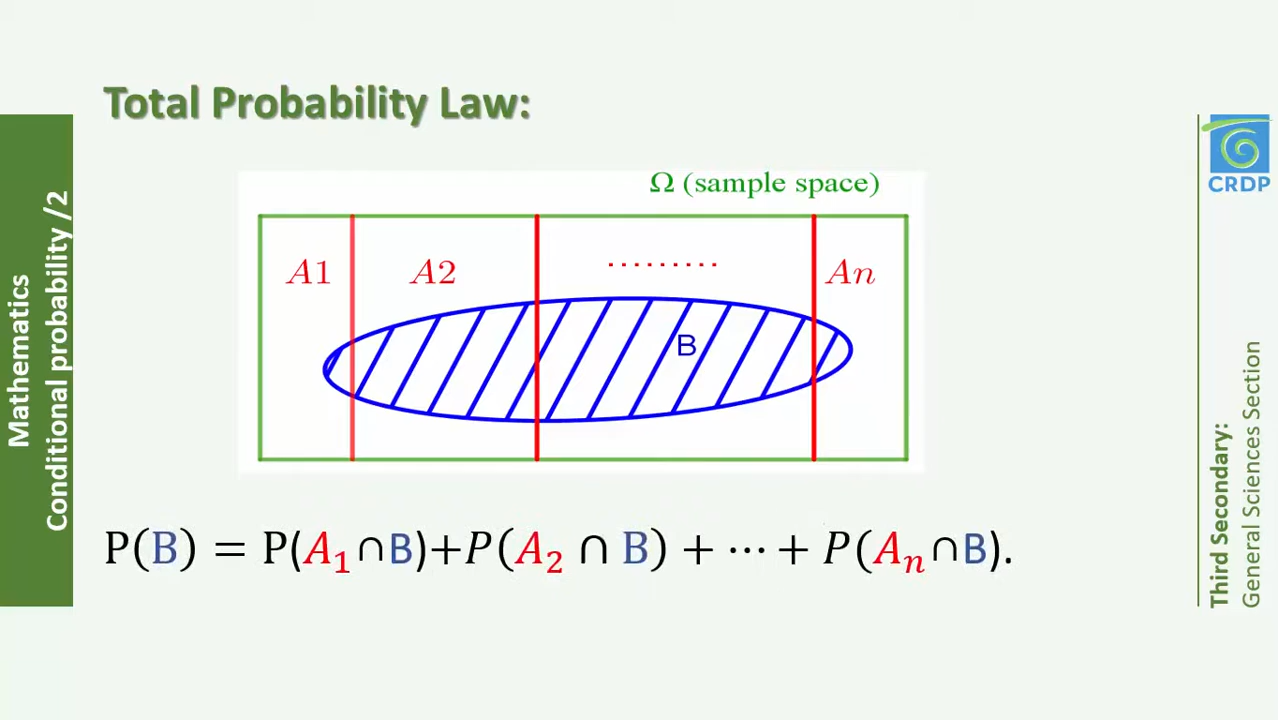 Total Probability Law:
Mathematics
Conditional probability /2
Ω (sample space)
A1 A2 ......... An
B
P(B) = P(A₁∩B)+P(A₂ ∩ B) + ⋯ + P(Aₙ∩B).
CRDP
Third Secondary:
General Sciences Section